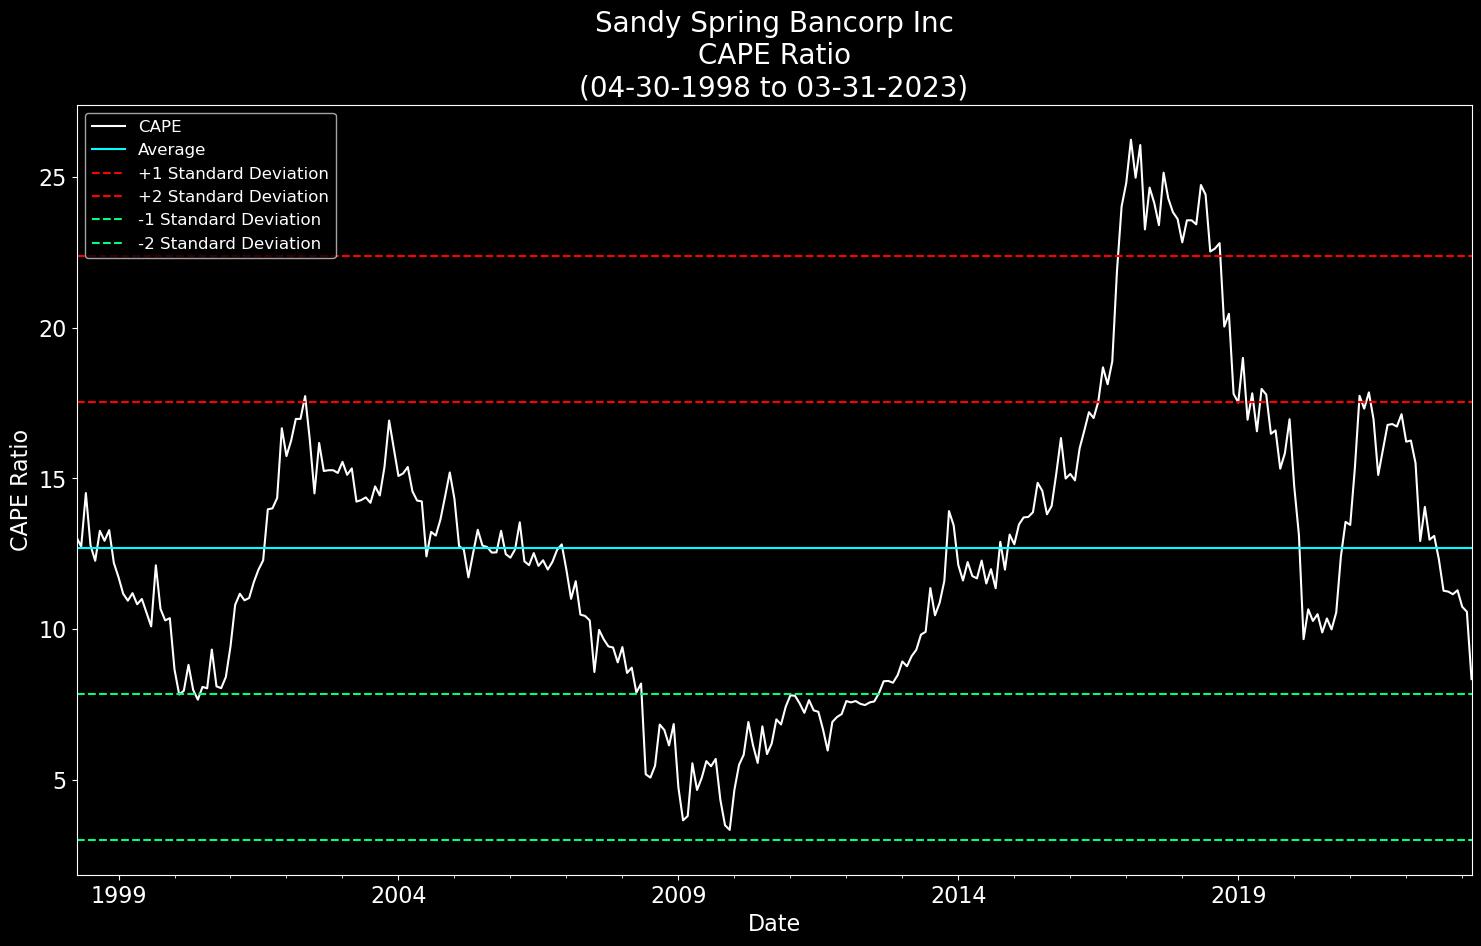 Sandy Spring Bancorp Inc
CAPE Ratio
(04-30-1998 to 03-31-2023)
CAPE
Average
+1 Standard Deviation
+2 Standard Deviation
-1 Standard Deviation
-2 Standard Deviation
25
20
15
10
5
CAPE Ratio
1999
2004
2009
2014
2019
Date